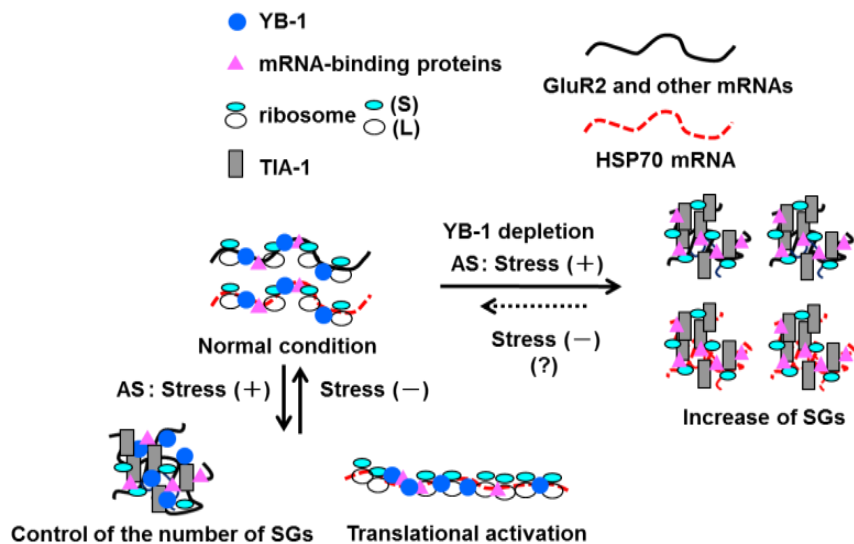 YB-1
mRNA-binding proteins
ribosome (S)
(L)
TIA-1
GluR2 and other mRNAs
HSP70 mRNA
YB-1 depletion
AS: Stress (+)
Stress (−)
(?)
Normal condition
AS: Stress (+) Stress (−)
Increase of SGs
Control of the number of SGs Translational activation